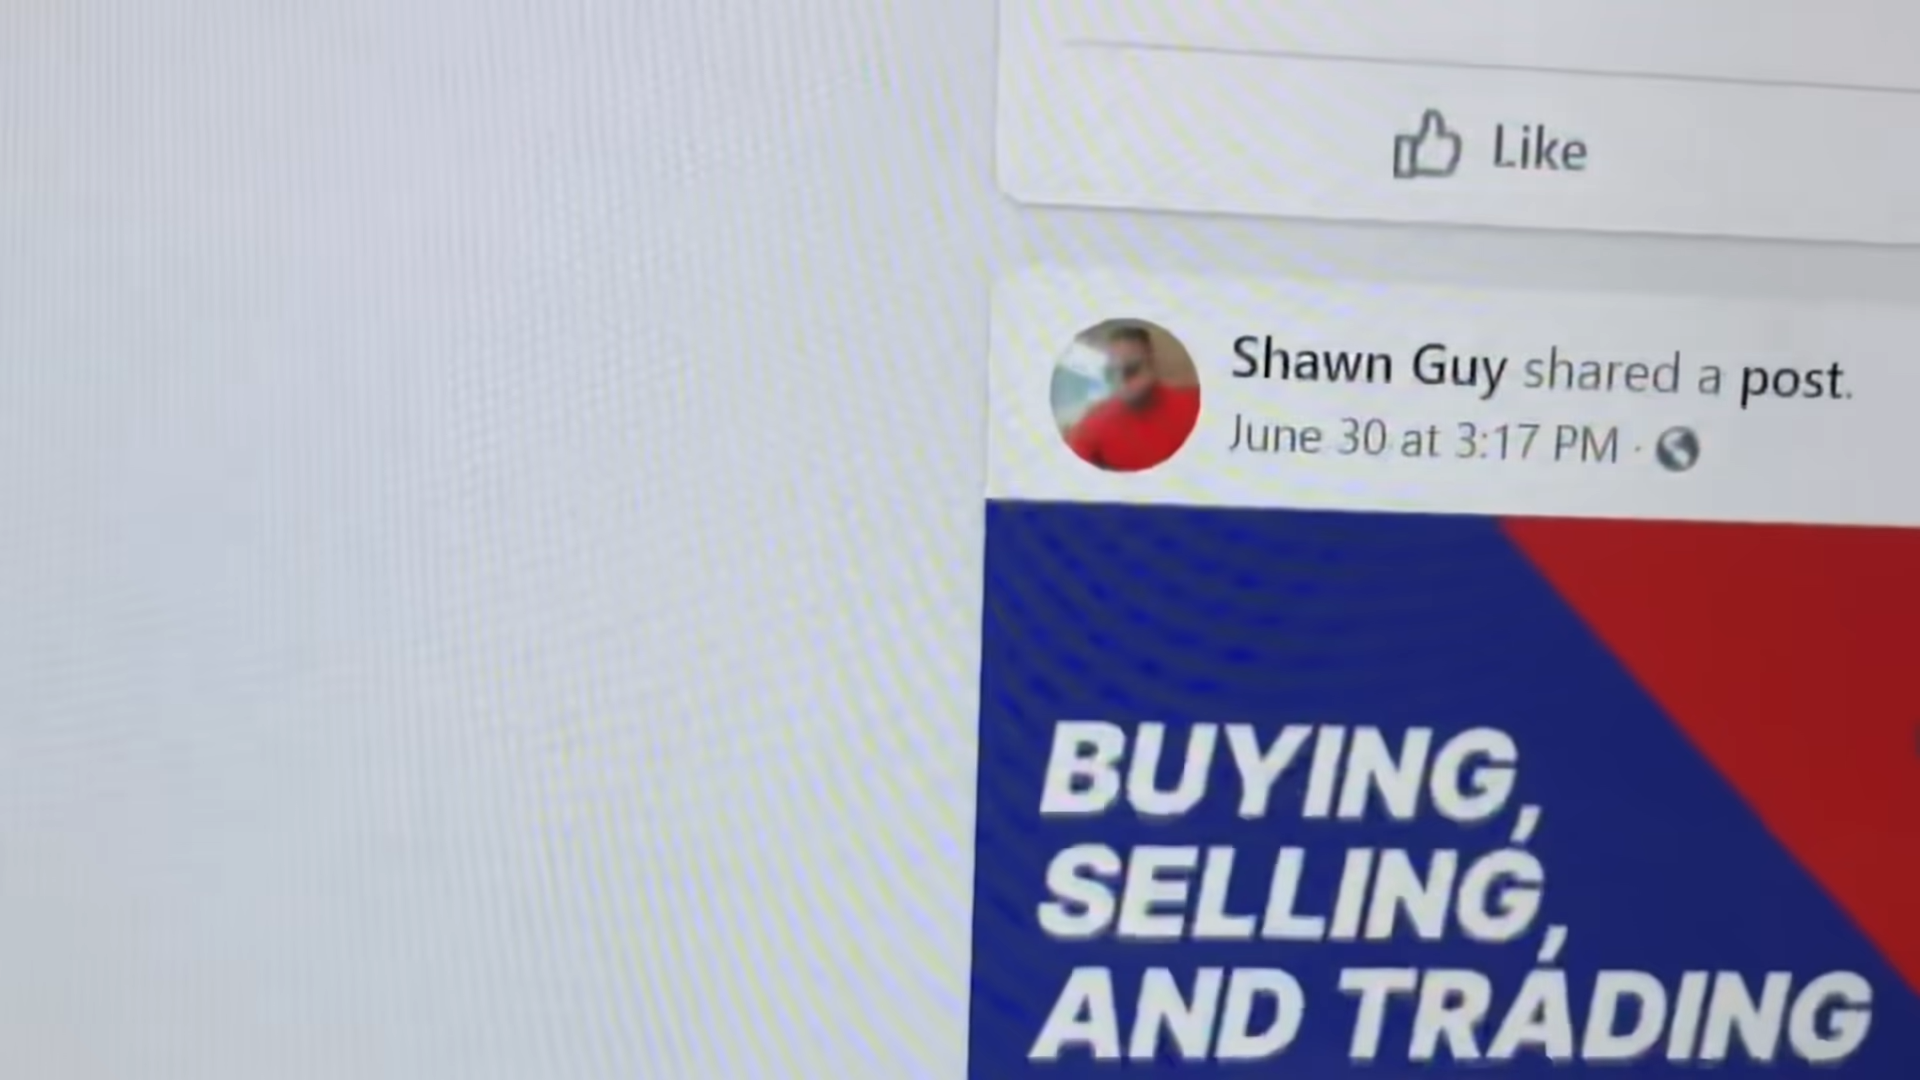 Like
Shawn Guy shared a post.
June 30 at 3:17 PM ·
BUYING,
SELLING,
AND TRADING